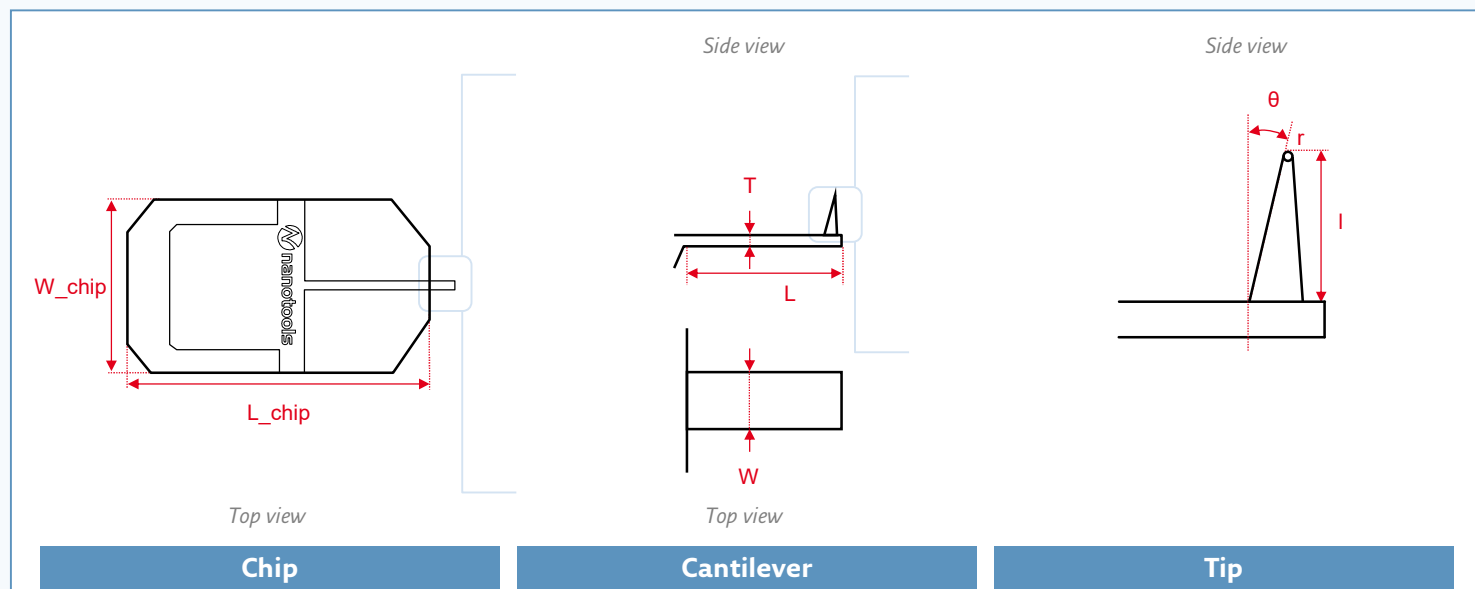 Side view
Side view
θ
r
T
l
W_chip
nanotools
L
L_chip
W
Top view
Top view
Chip
Cantilever
Tip